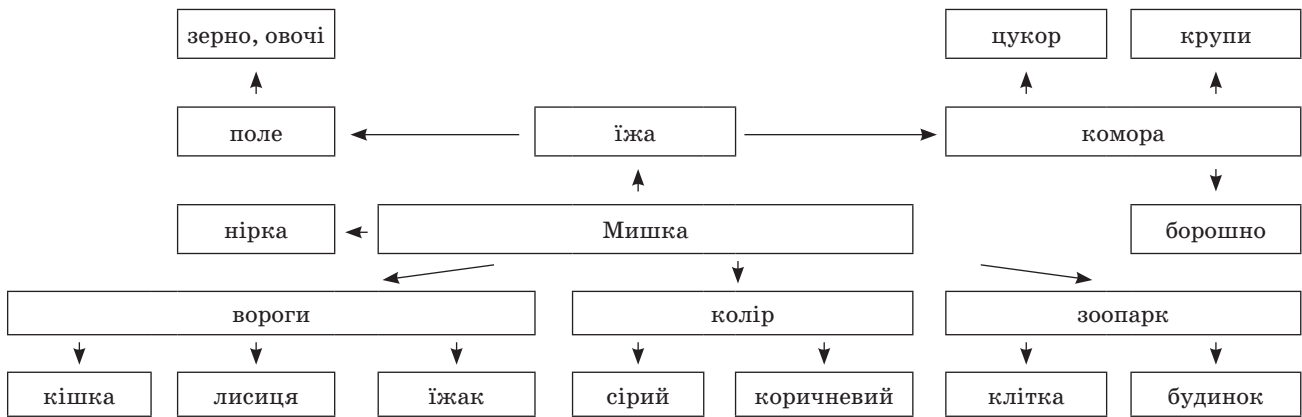 зерно, овочі
цукор
крупи
поле
їжа
комора
нірка
Мишка
борошно
вороги
колір
зоопарк
кішка
лисиця
їжак
сірий
коричневий
клітка
будинок